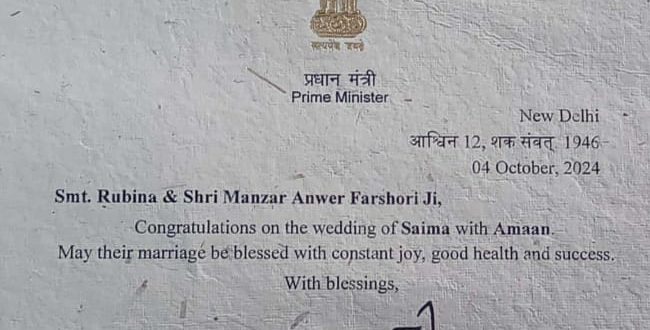 सत्यमेव जयते
प्रधान मंत्री
Prime Minister
New Delhi
आश्विन 12, शक संवत् 1946
04 October, 2024
Smt. Rubina & Shri Manzar Anwer Farshori Ji,
Congratulations on the wedding of Saima with Amaan.
May their marriage be blessed with constant joy, good health and success.
With blessings,